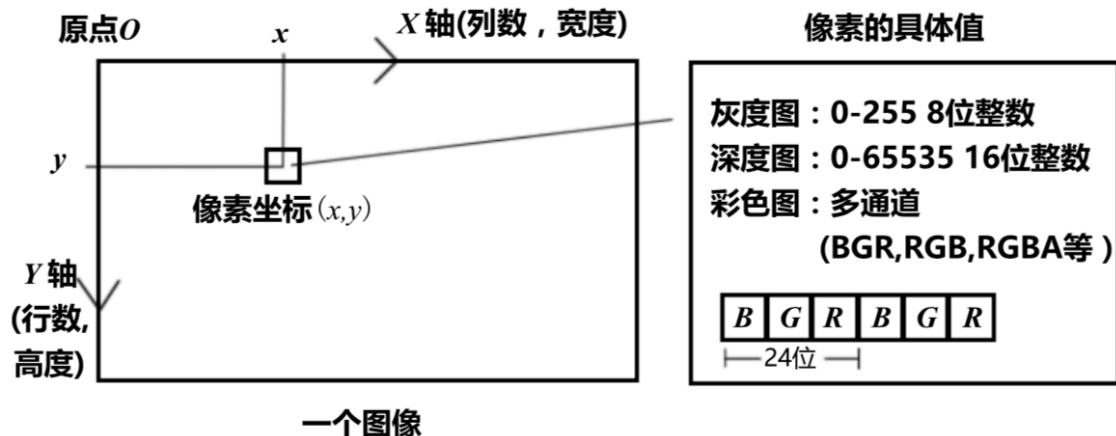 原点O
x
X 轴(列数，宽度)
y
像素坐标(x,y)
Y 轴
(行数,
高度)
一个图像
像素的具体值
灰度图：0-255 8位整数
深度图：0-65535 16位整数
彩色图：多通道
(BGR,RGB,RGBA等 )
B G R B G R
24位